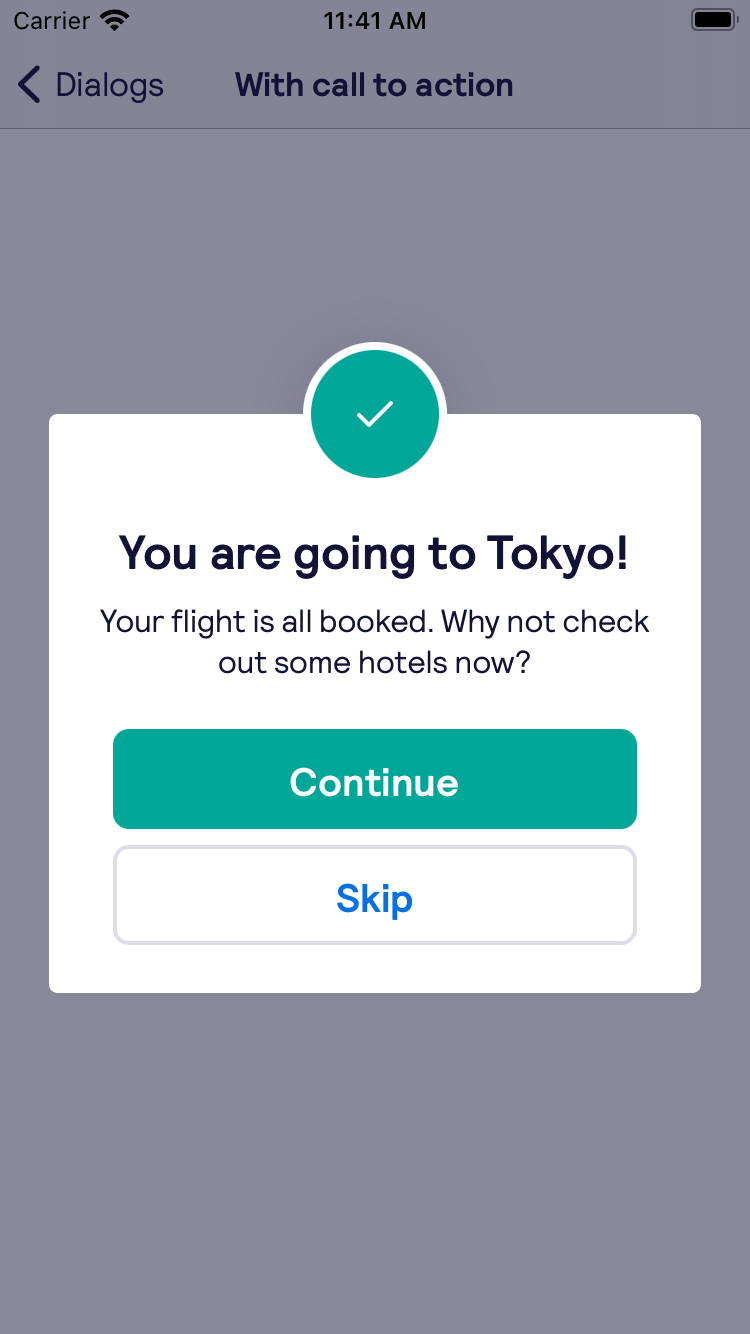 Carrier 11:41 AM
Dialogs With call to action
You are going to Tokyo!
Your flight is all booked. Why not check
out some hotels now?
Continue
Skip